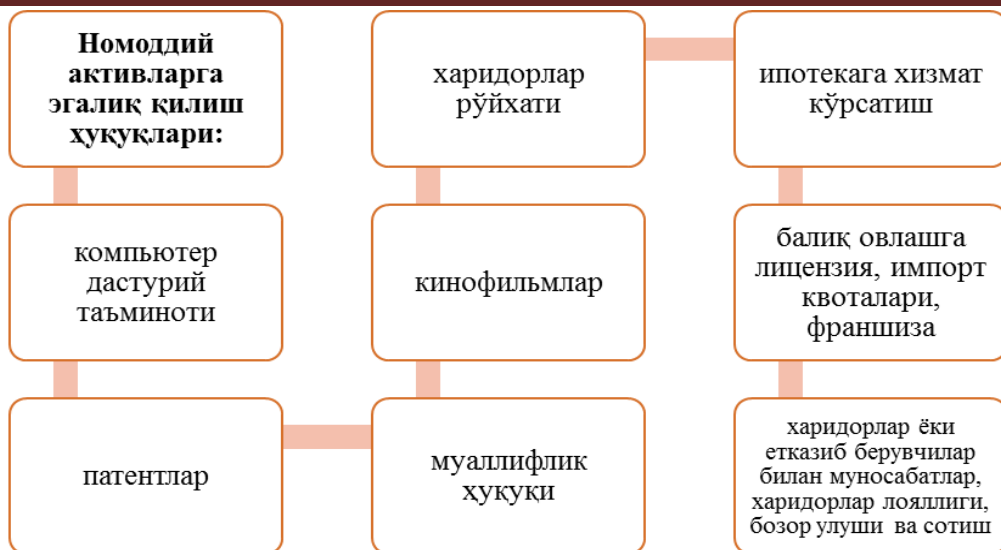 Номоддий
активларга
эгалиқ қилиш
ҳуқуқлари:
компьютер
дастурий
таъминоти
патентлар
муаллифлик
ҳуқуқи
кинофильмлар
харидорлар
рўйхати
ипотекага хизмат
кўрсатиш
балиқ овлашга
лицензия, импорт
квоталари,
франшиза
харидорлар ёки
етказиб берувчилар
билан муносабатлар,
харидорлар лояллиги,
бозор улуши ва сотиш